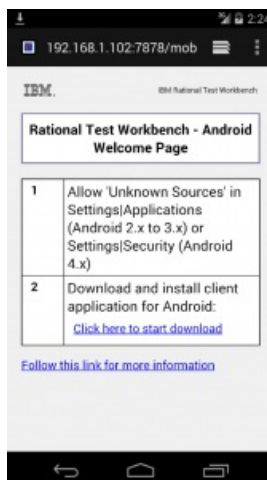 2:24
192.168.1.102:7878/mob
IBM.
IBM Rational Test Workbench
Rational Test Workbench - Android
Welcome Page
1
Allow 'Unknown Sources' in
Settings|Applications
(Android 2.x to 3.x) or
Settings|Security (Android
4.x)
2
Download and install client
application for Android:
Click here to start download
Follow this link for more information